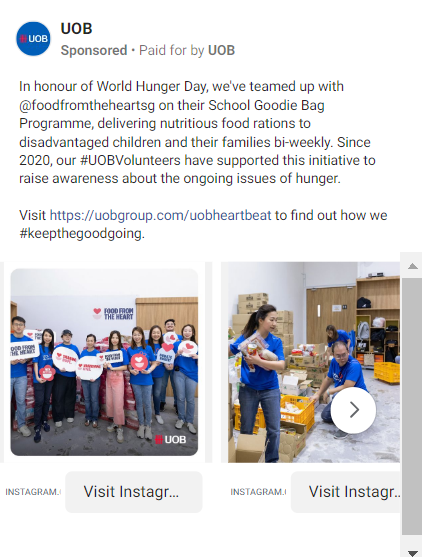 UOB
UOB
Sponsored • Paid for by UOB
In honour of World Hunger Day, we've teamed up with
@foodfromtheheartsg on their School Goodie Bag
Programme, delivering nutritious food rations to
disadvantaged children and their families bi-weekly. Since
2020, our #UOBVolunteers have supported this initiative to
raise awareness about the ongoing issues of hunger.
Visit https://uobgroup.com/uobheartbeat to find out how we
#keepthegoodgoing.
FOOD FROM
THE HEART
UOB
INSTAGRAM.
Visit Instagr...
INSTAGRAM.
Visit Instagr..